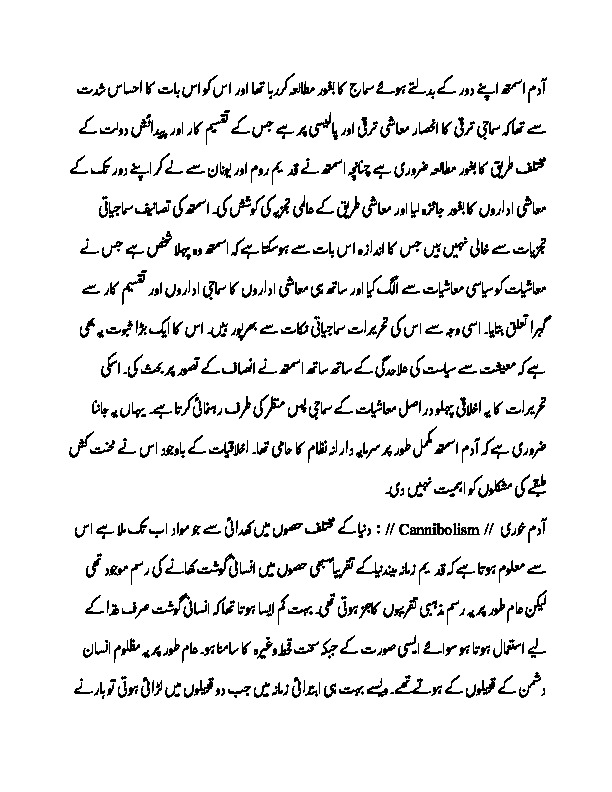 آدم اسمتھ اپنے دور کے بدلتے ہوئے سماج کا بغور مطالعہ کررہا تھا اور اس کو اس بات کا احساس شدت
سے تھا کہ سماجی ترقی کا انحصار معاشی ترقی اور پالیسی پر ہے جس کے تقسیم کار اور پیدائش دولت کے
مختلف طریق کا بغور مطالعہ ضروری ہے چنانچہ اسمتھ نے قدیم روم اور یونان سے لے کر اپنے دور تک کے
معاشی اداروں کا بغور جائزہ لیا اور معاشی طریق کے عالمی تجزیہ کی کوشش کی۔ اسمتھ کی تصانیف سماجیاتی
تجزیات سے خالی نہیں ہیں جس کا اندازہ اس بات سے ہوسکتا ہے کہ اسمتھ وہ پہلا شخص ہے جس نے
معاشیات کو سیاسی معاشیات سے الگ کیا اور ساتھ ہی معاشی اداروں کا سماجی اداروں اور تقسیم کار سے
گہرا تعلق بتایا۔ اسی وجہ سے اس کی تحریرات سماجیاتی نکات سے بھرپور ہیں۔ اس کا ایک بڑا ثبوت یہ بھی
ہے کہ معیشت سے سیاست کی علاحدگی کے ساتھ ساتھ اسمتھ نے انصاف کے تصور پر بحث کی۔ اسکی
تحریرات کا یہ اخلاقی پہلو دراصل معاشیات کے سماجی پس منظر کی طرف رہنمائی کرتا ہے۔ یہاں یہ جاننا
ضروری ہے کہ آدم اسمتھ مکمل طور پر سرمایہ دارانہ نظام کا حامی تھا۔ اخلاقیات کے باوجود اس نے محنت کش
طبقے کی مشکلوں کو اہمیت نہیں دی۔
آدم خوری // Cannibolism // : دنیا کے مختلف حصوں میں کھدائی سے جو مواد اب تک ملا ہے اس
سے معلوم ہوتا ہے کہ قدیم زمانہ میں دنیا کے تقریباً سبھی حصوں میں انسانی گوشت کھانے کی رسم موجود تھی
لیکن عام طور پر یہ رسم مذہبی تقریبوں کا جز ہوتی تھی۔ بہت کم ایسا ہوتا تھا کہ انسانی گوشت صرف غذا کے
لیے استعمال ہوتا ہو سوائے ایسی صورت کے جبکہ سخت قحط وغیرہ کا سامنا ہو۔ عام طور پر یہ مظلوم انسان
دشمن کے قبیلوں کے ہوتے تھے۔ ویسے بہت ہی ابتدائی زمانہ میں جب دو قبیلوں میں لڑائی ہوتی تو ہارنے